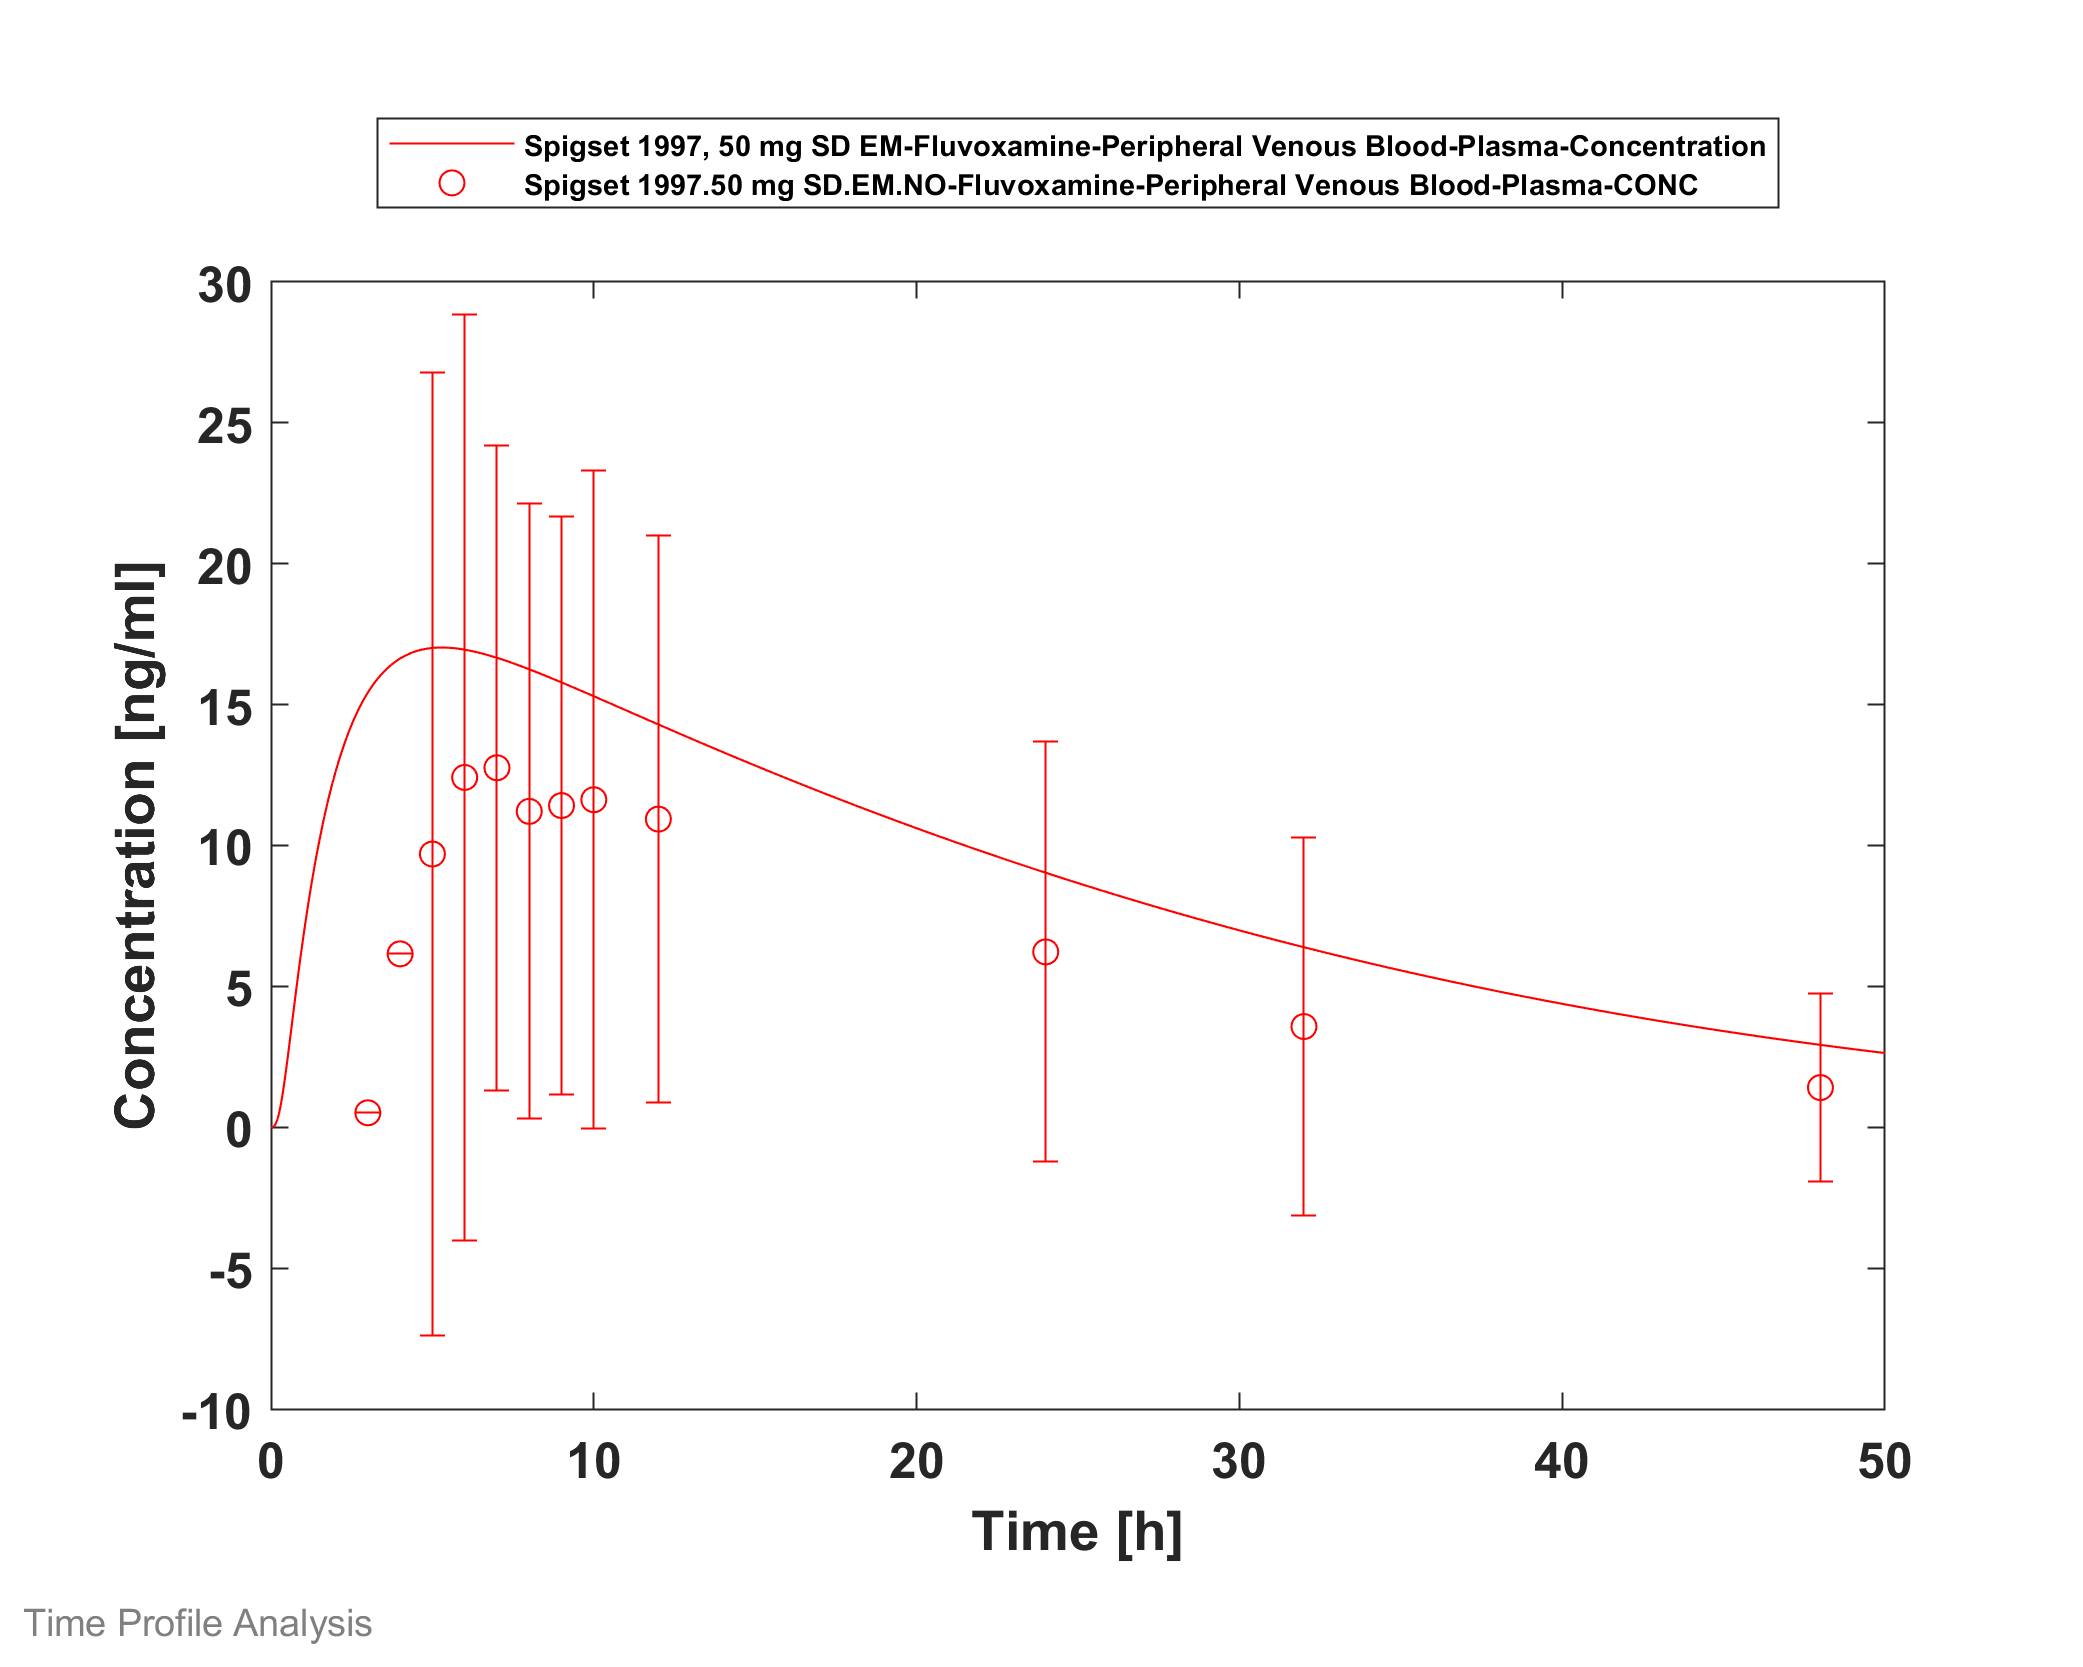 Spigset 1997, 50 mg SD EM-Fluvoxamine-Peripheral Venous Blood-Plasma-Concentration
Spigset 1997.50 mg SD.EM.NO-Fluvoxamine-Peripheral Venous Blood-Plasma-CONC
30
25
20
15
10
5
0
-5
-10
Concentration [ng/ml]
0 10 20 30 40 50
Time [h]
Time Profile Analysis